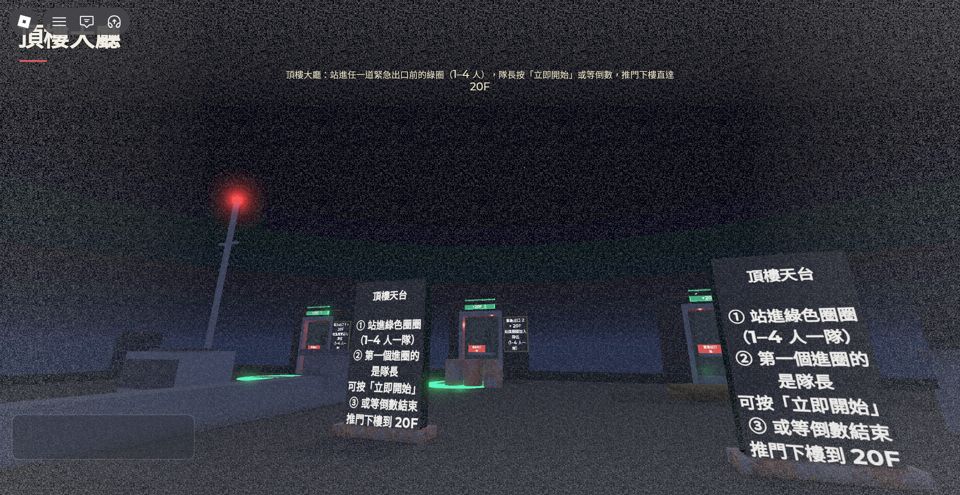 頂樓大廳
頂樓大廳：站進任一道緊急出口前的綠圈（1–4 人），隊長按「立即開始」或等倒數，推門下樓直達
20F
頂樓天台
① 站進綠色圈圈
（1–4 人一隊）
② 第一個進圈的
是隊長
可按「立即開始」
③ 或等倒數結束
推門下樓到 20F
頂樓天台
① 站進綠色圈圈
（1–4 人一隊）
② 第一個進圈的
是隊長
可按「立即開始」
③ 或等倒數結束
推門下樓到 20F